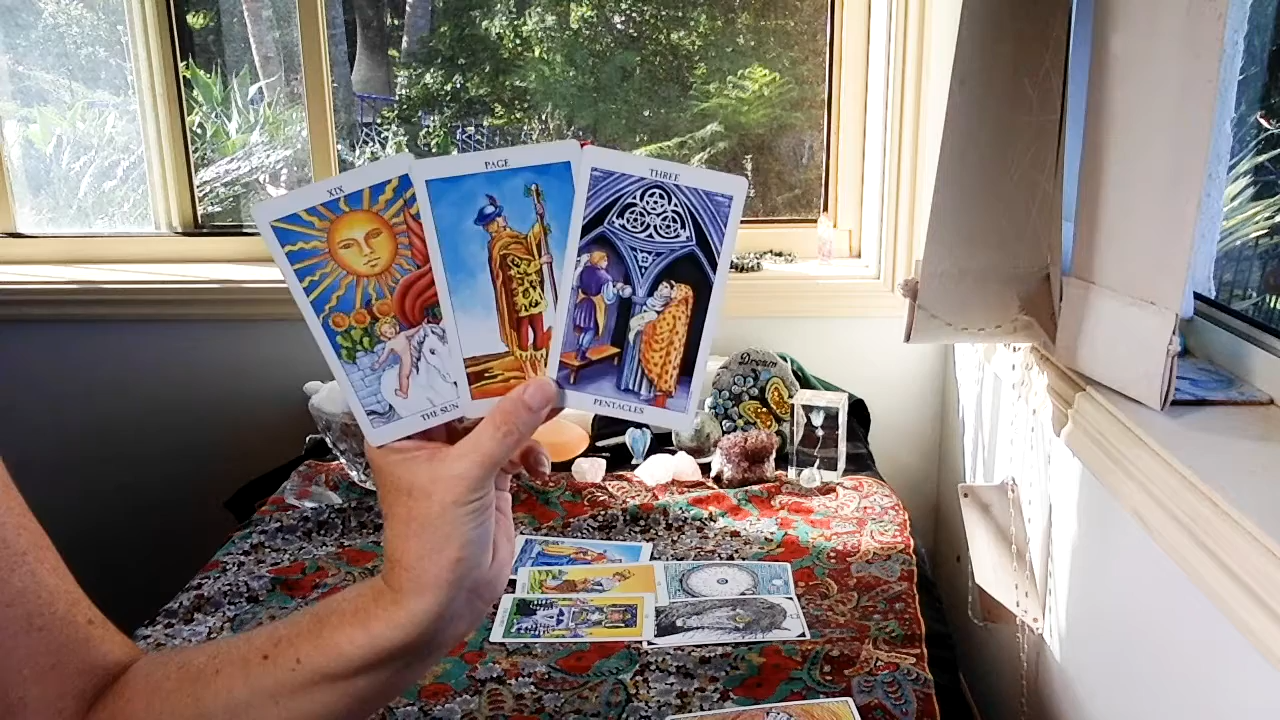 XIX
THE SUN
PAGE
THREE
PENTACLES
Dream